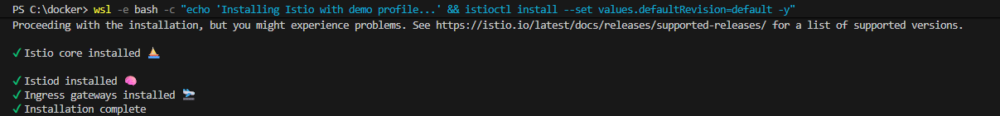 PS C:\docker> wsl -e bash -c "echo 'Installing Istio with demo profile...' && istioctl install --set values.defaultRevision=default -y"
Proceeding with the installation, but you might experience problems. See https://istio.io/latest/docs/releases/supported-releases/ for a list of supported versions.
✓ Istio core installed ⛵
✓ Istiod installed 🧠
✓ Ingress gateways installed 🛬
✓ Installation complete